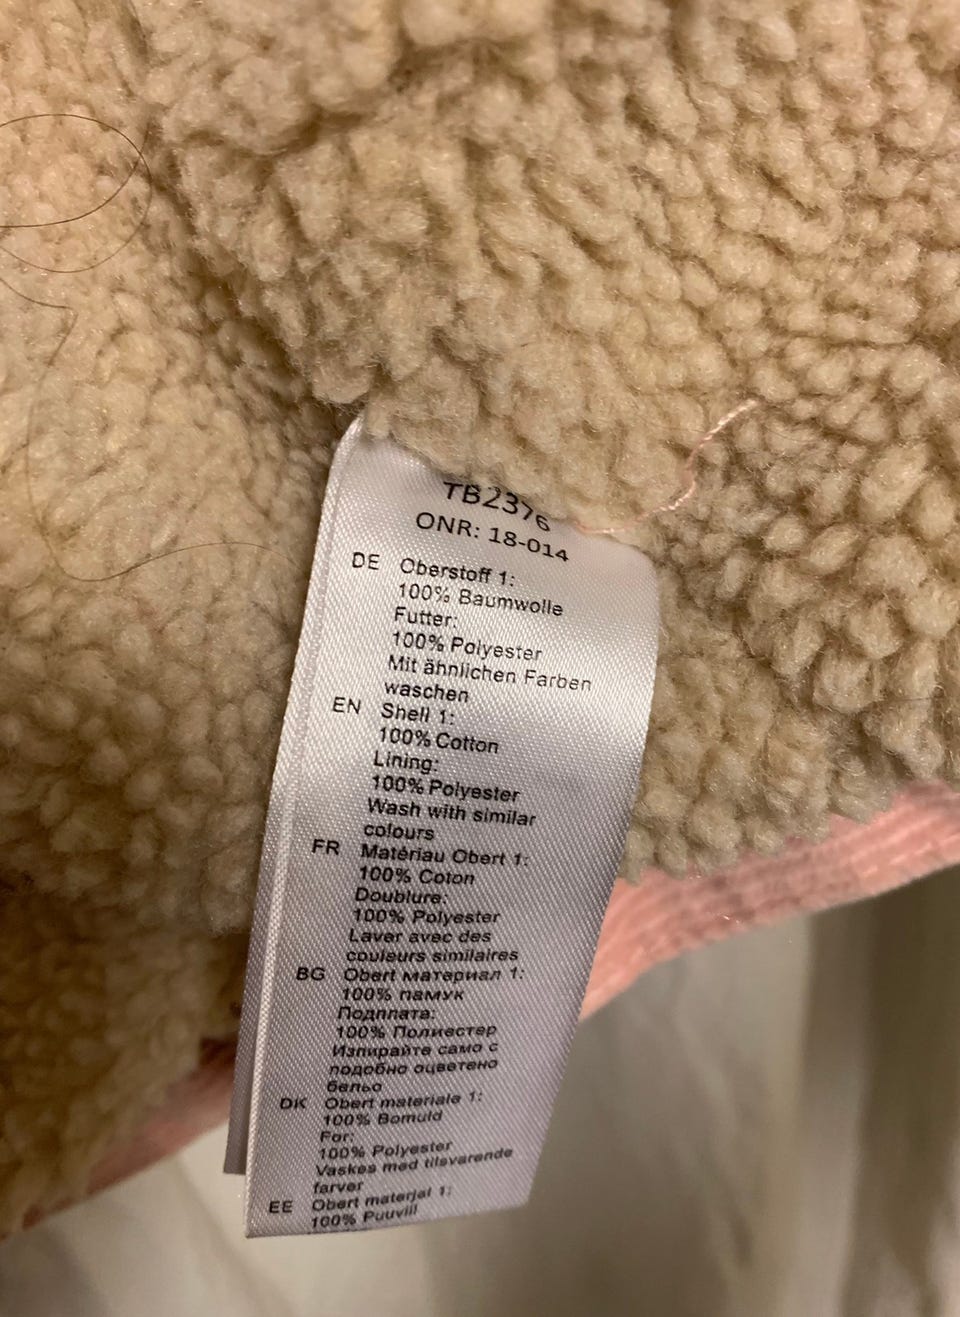 TB2376
ONR: 18-014
DE Oberstoff 1:
100% Baumwolle
Futter:
100% Polyester
Mit ähnlichen Farben
waschen
EN Shell 1:
100% Cotton
Lining:
100% Polyester
Wash with similar
colours
FR Matériau Obert 1:
100% Coton
Doublure:
100% Polyester
Laver avec des
couleurs similaires
BG Obert материал 1:
100% памук
Подплата:
100% Полиестер
Изпирайте само с
подобно оцветено
бельо
DK Obert materiale 1:
100% Bomuld
For:
100% Polyester
Vaskes med tilsvarende
farver
EE Obert materjal 1:
100% Puuvill